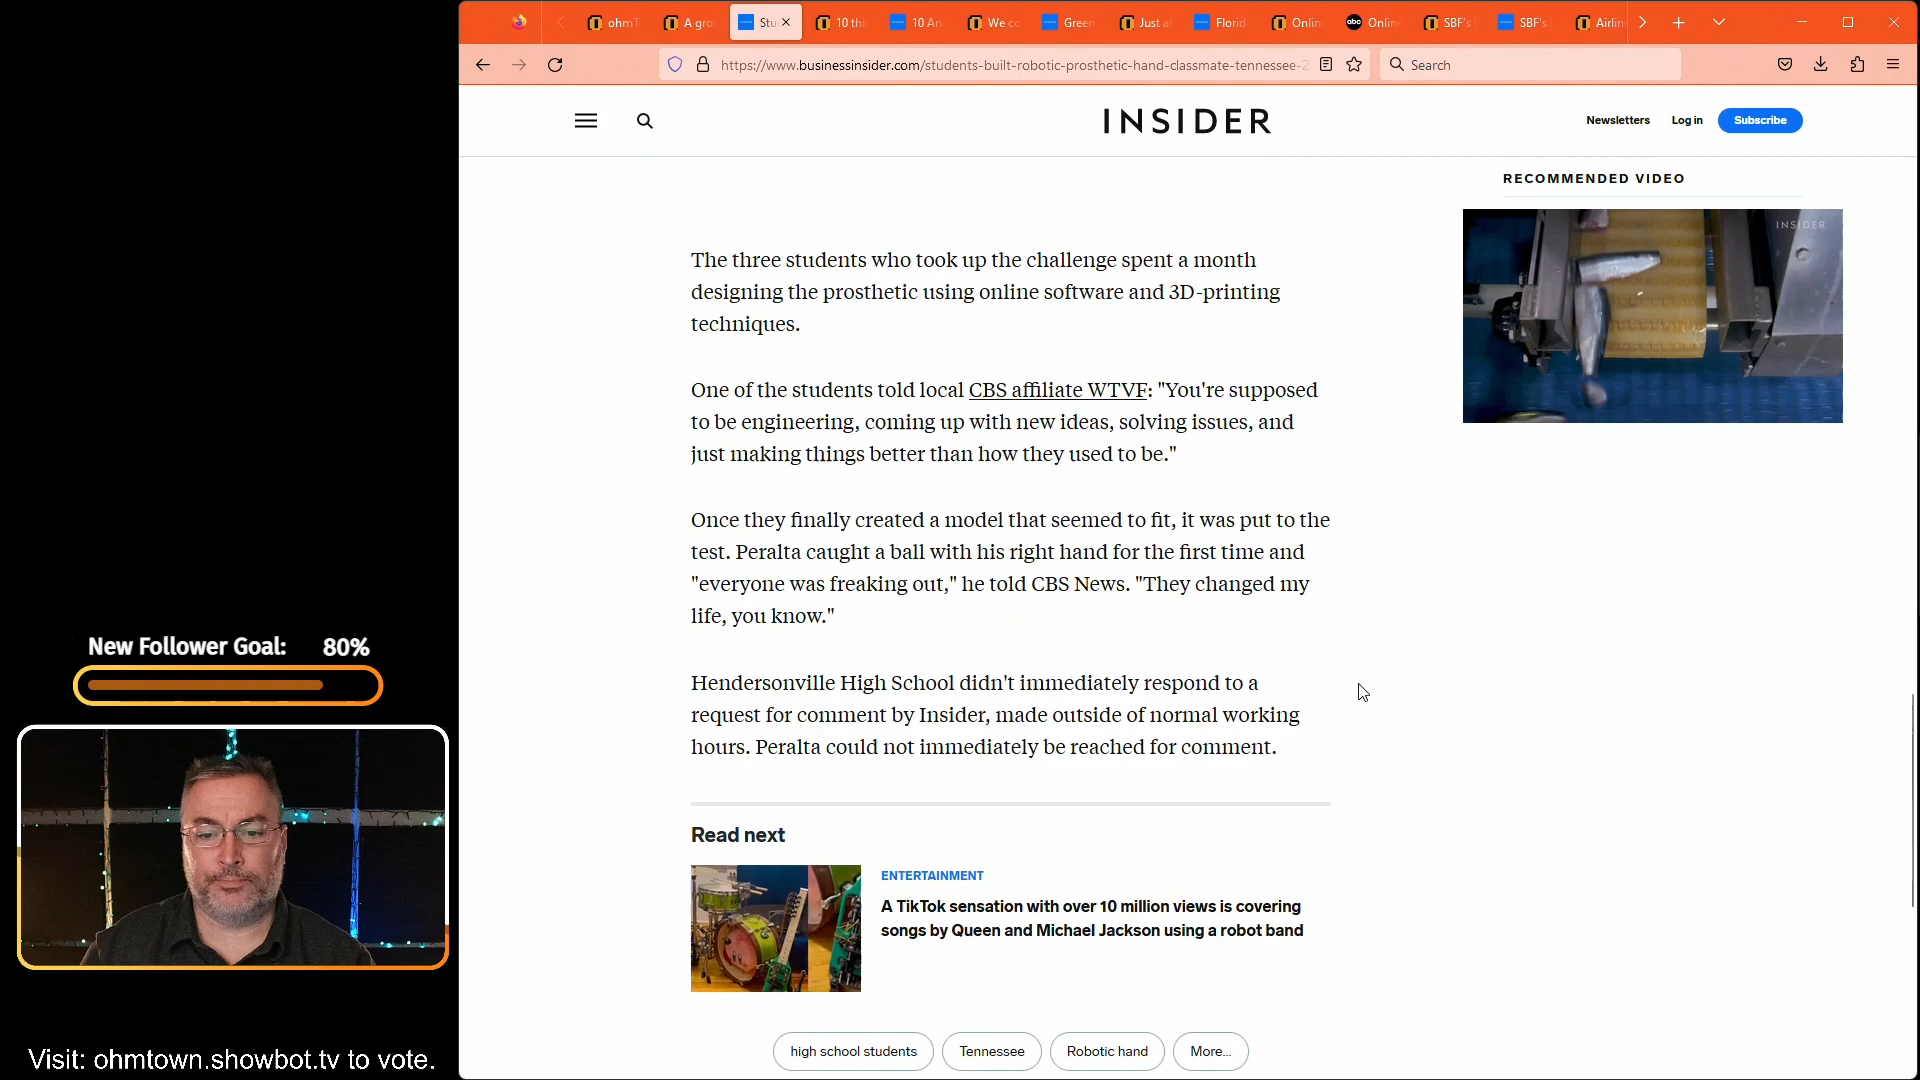 ohmT
A gro
Stu
10 thi
10 An
We co
Green
Just a
Florid
Onlin
abc
Onlin
SBF's
SBF's
Airlin
https://www.businessinsider.com/students-built-robotic-prosthetic-hand-classmate-tennessee-2
Search
INSIDER
Newsletters
Log in
Subscribe
RECOMMENDED VIDEO
INSIDER
The three students who took up the challenge spent a month
designing the prosthetic using online software and 3D-printing
techniques.
One of the students told local CBS affiliate WTVF: "You're supposed
to be engineering, coming up with new ideas, solving issues, and
just making things better than how they used to be."
Once they finally created a model that seemed to fit, it was put to the
test. Peralta caught a ball with his right hand for the first time and
"everyone was freaking out," he told CBS News. "They changed my
life, you know."
Hendersonville High School didn't immediately respond to a
request for comment by Insider, made outside of normal working
hours. Peralta could not immediately be reached for comment.
Read next
ENTERTAINMENT
A TikTok sensation with over 10 million views is covering
songs by Queen and Michael Jackson using a robot band
high school students
Tennessee
Robotic hand
More...
New Follower Goal: 80%
Visit: ohmtown.showbot.tv to vote.